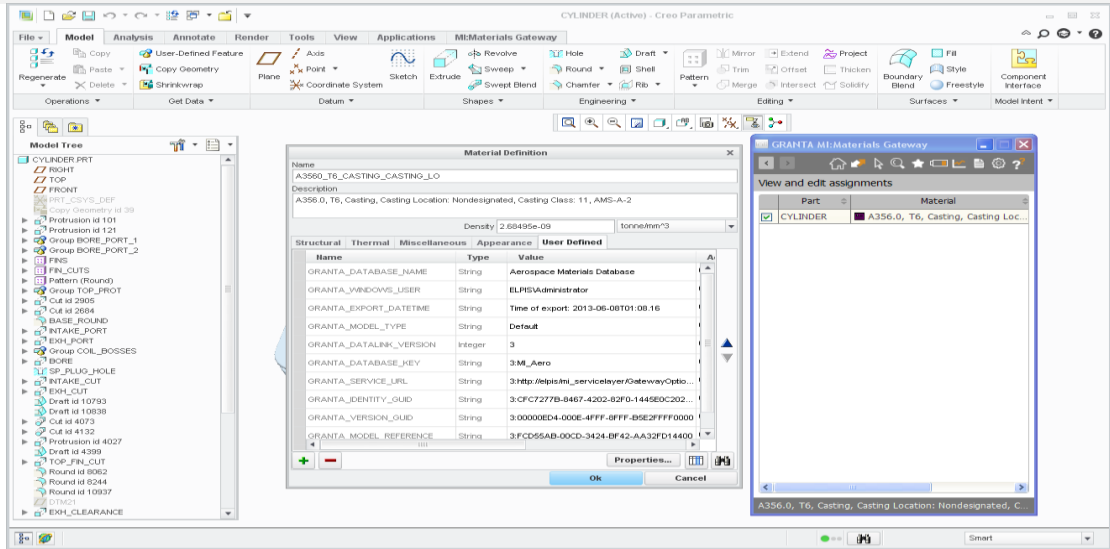 CYLINDER (Active) - Creo Parametric
File Model Analysis Annotate Render Tools View Applications MI:Materials Gateway
Regenerate
Copy
Paste
Delete
User-Defined Feature
Copy Geometry
Shrinkwrap
Plane
Axis
Point
Coordinate System
Sketch
Extrude
Revolve
Sweep
Swept Blend
Hole
Round
Chamfer
Draft
Shell
Rib
Pattern
Mirror
Trim
Merge
Extend
Offset
Intersect
Project
Thicken
Solidify
Boundary Blend
Fill
Style
Freestyle
Component Interface
Operations Get Data Datum Shapes Engineering Editing Surfaces Model Intent
Model Tree
CYLINDER.PRT
RIGHT
TOP
FRONT
PRT_CSYS_DEF
Copy Geometry id 39
Protrusion id 101
Protrusion id 121
Group BORE_PORT_1
Group BORE_PORT_2
FINS
FIN_CUTS
Pattern (Round)
Group TOP_PROT
Cut id 2905
Cut id 2684
BASE_ROUND
INTAKE_PORT
EXH_PORT
Group COIL_BOSSES
BORE
SP_PLUG_HOLE
INTAKE_CUT
EXH_CUT
Draft id 10793
Draft id 10838
Cut id 4073
Cut id 4132
Protrusion id 4027
Draft id 4399
TOP_FIN_CUT
Round id 8062
Round id 8244
Round id 10937
DTM21
EXH_CLEARANCE
Material Definition
Name
A3560_T6_CASTING_CASTING_LO
Description
A356.0, T6, Casting, Casting Location: Nondesignated, Casting Class: 11, AMS-A-2
Density 2.68495e-09 tonne/mm^3
Structural Thermal Miscellaneous Appearance User Defined
Name Type Value
GRANTA_DATABASE_NAME String Aerospace Materials Database
GRANTA_WINDOWS_USER String ELPIS\Administrator
GRANTA_EXPORT_DATETIME String Time of export: 2013-06-08T01:08.16
GRANTA_MODEL_TYPE String Default
GRANTA_DATALINK_VERSION Integer 3
GRANTA_DATABASE_KEY String 3:MI_Aero
GRANTA_SERVICE_URL String 3:http://elpis/mi_servicelayer/GatewayOptio...
GRANTA_IDENTITY_GUID String 3:CFC7277B-8467-4202-82F0-1445E0C202...
GRANTA_VERSION_GUID String 3:00000ED4-000E-4FFF-8FFF-B5E2FFFF0000
GRANTA_MODEL_REFERENCE String 3:FCD55AB-00CD-3424-BF42-AA32FD14400
Properties...
Ok Cancel
GRANTA MI:Materials Gateway
View and edit assignments
Part Material
CYLINDER A356.0, T6, Casting, Casting Loc...
A356.0, T6, Casting, Casting Location: Nondesignated, C...
Smart